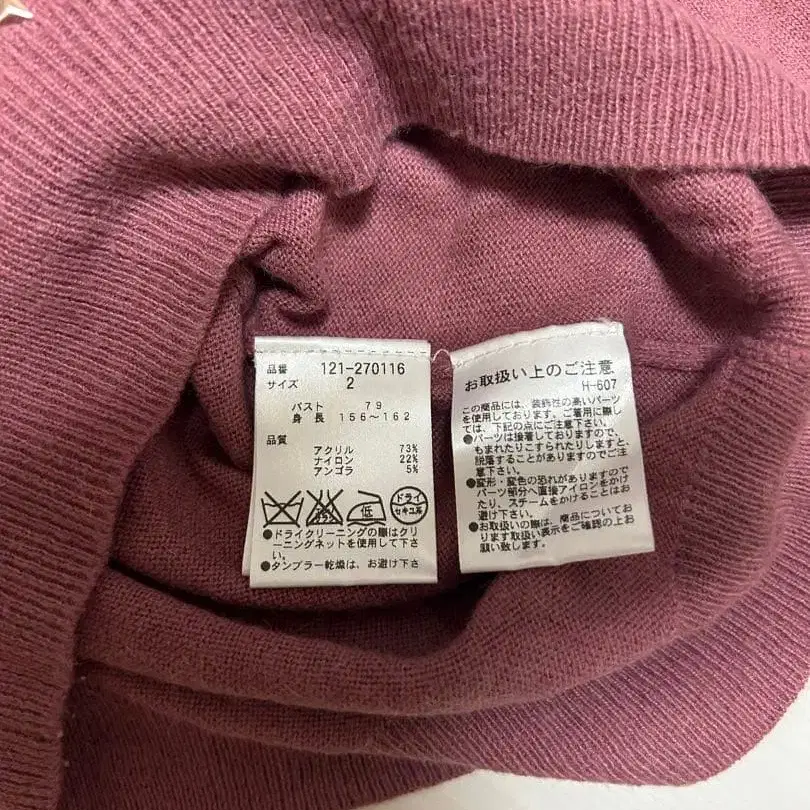 品番 121-270116
サイズ 2
バスト 79
身長 156～162
品質
アクリル 73%
ナイロン 22%
アンゴラ 5%
エンソサラシ
低
ドライ
セキユ系
●ドライクリーニングの際はクリ
ーニングネットを使用して下さ
い。
●タンブラー乾燥は、お避け下さい
お取扱い上のご注意
H-607
この商品には、装飾性の高いパーツ
を使用しております。ご着用に際し
ては、下記の点にご注意下さい。
●パーツは接着しておりますので、
もまれたりこすられたりしますと、
脱落することがありますのでご注
意下さい。
●変形・変色の恐れがありますので
パーツ部分へ直接アイロンをかけ
たり、スチームをかけることはお
避け下さい。
●お取扱いの際は、商品についてお
ります取扱い表示をご確認の上お
願い致します。